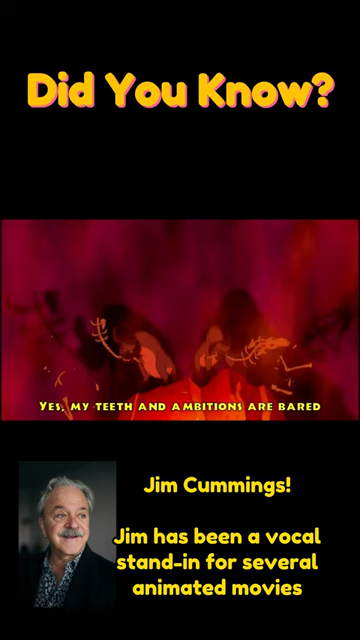 Did You Know?
Yes, my teeth and ambitions are bared
Jim Cummings!
Jim has been a vocal
stand-in for several
animated movies